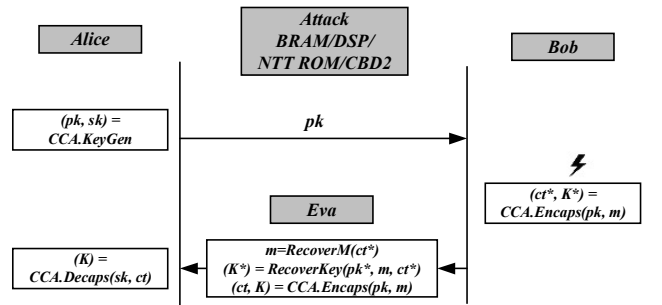 Alice
Attack
BRAM/DSP/
NTT ROM/CBD2
Bob
(pk, sk) =
CCA.KeyGen
pk
(ct*, K*) =
CCA.Encaps(pk, m)
Eva
(K) =
CCA.Decaps(sk, ct)
m=RecoverM(ct*)
(K*) = RecoverKey(pk*, m, ct*)
(ct, K) = CCA.Encaps(pk, m)